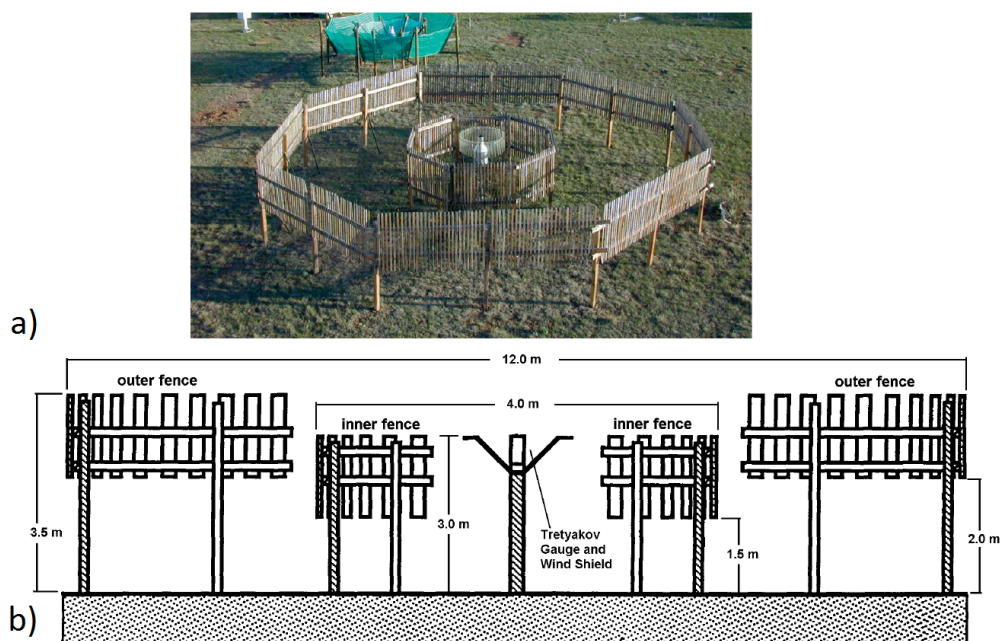 a)
12.0 m
outer fence
outer fence
4.0 m
inner fence
inner fence
3.5 m
3.0 m
Tretyakov
Gauge and
Wind Shield
1.5 m
2.0 m
b)